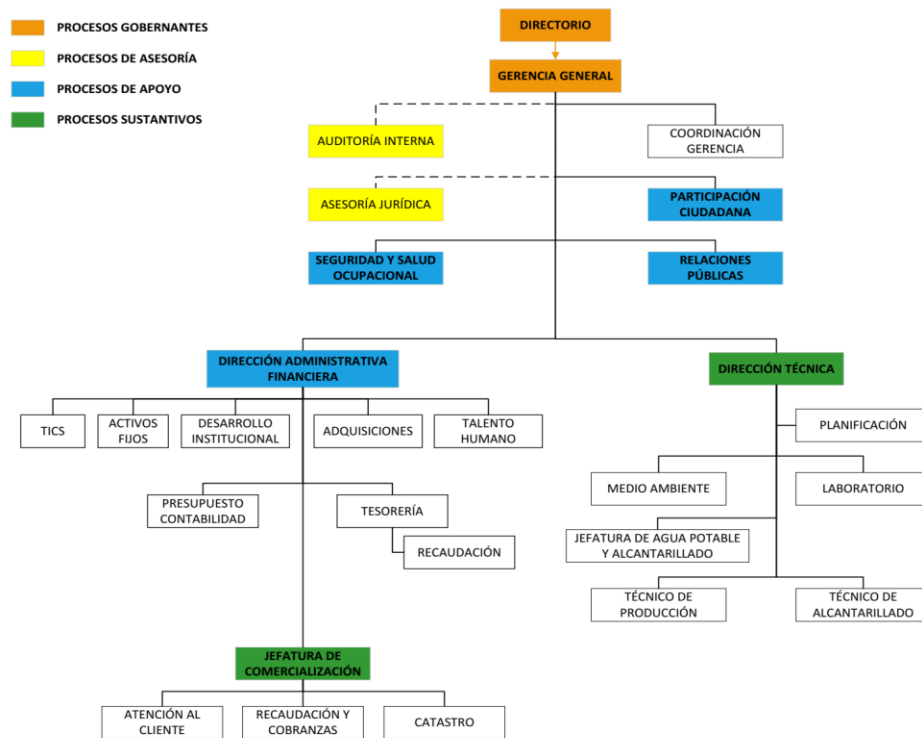 PROCESOS GOBERNANTES
PROCESOS DE ASESORÍA
PROCESOS DE APOYO
PROCESOS SUSTANTIVOS
DIRECTORIO
GERENCIA GENERAL
AUDITORÍA INTERNA
COORDINACIÓN
GERENCIA
ASESORÍA JURÍDICA
PARTICIPACIÓN
CIUDADANA
SEGURIDAD Y SALUD
OCUPACIONAL
RELACIONES
PÚBLICAS
DIRECCIÓN ADMINISTRATIVA
FINANCIERA
DIRECCIÓN TÉCNICA
TICS
ACTIVOS
FIJOS
DESARROLLO
INSTITUCIONAL
ADQUISICIONES
TALENTO
HUMANO
PLANIFICACIÓN
MEDIO AMBIENTE
LABORATORIO
PRESUPUESTO
CONTABILIDAD
TESORERÍA
RECAUDACIÓN
JEFATURA DE AGUA POTABLE
Y ALCANTARILLADO
TÉCNICO DE
PRODUCCIÓN
TÉCNICO DE
ALCANTARILLADO
JEFATURA DE
COMERCIALIZACIÓN
ATENCIÓN AL
CLIENTE
RECAUDACIÓN Y
COBRANZAS
CATASTRO